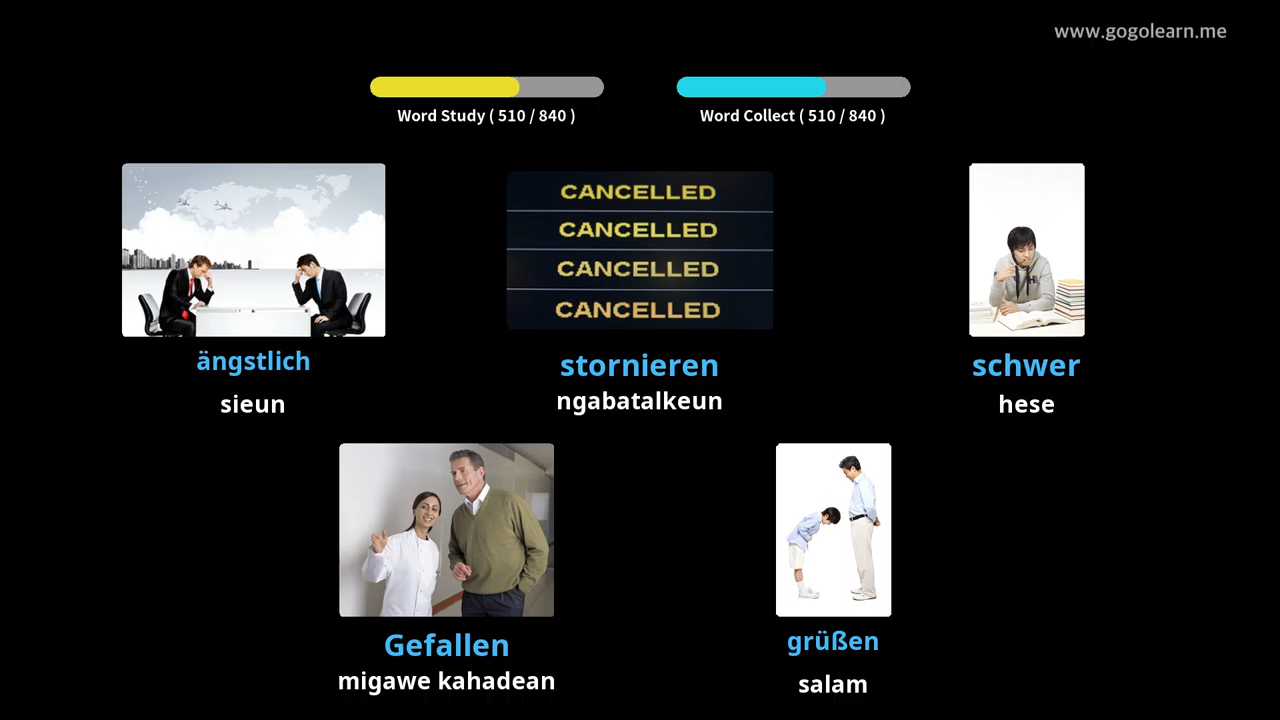 www.gogolearn.me
Word Study ( 510 / 840 )
Word Collect ( 510 / 840 )
CANCELLED
CANCELLED
CANCELLED
CANCELLED
ängstlich
stornieren
schwer
sieun
ngabatalkeun
hese
Gefallen
grüßen
migawe kahadean
salam